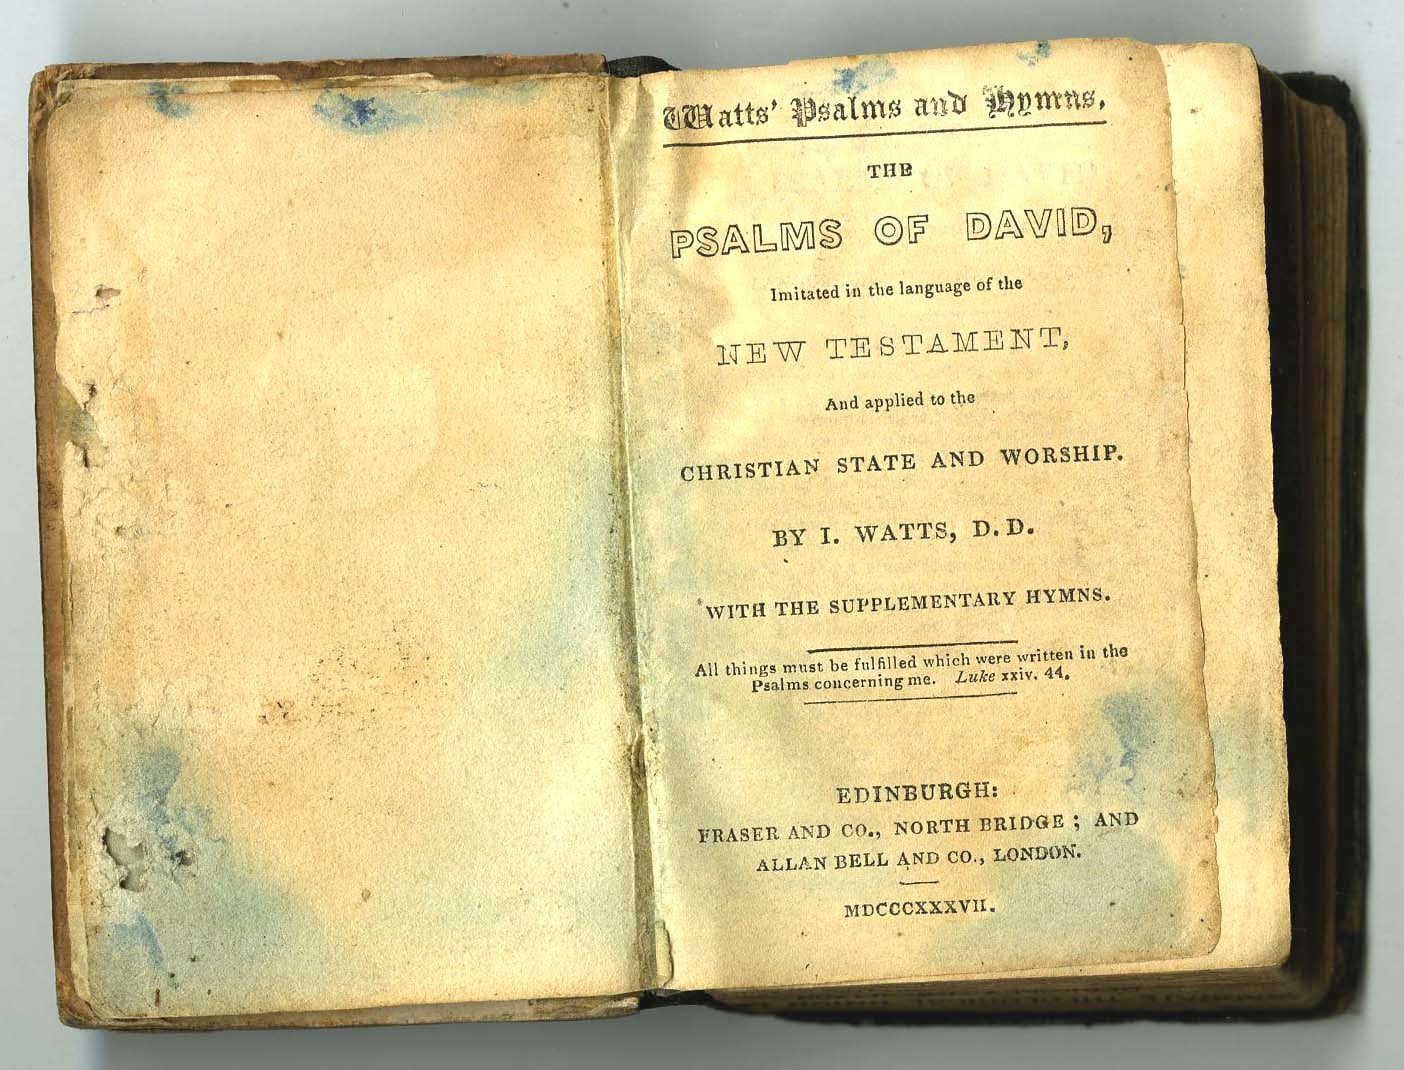 Watts' Psalms and Hymns.
THE
PSALMS OF DAVID,
Imitated in the language of the
NEW TESTAMENT,
And applied to the
CHRISTIAN STATE AND WORSHIP.
BY I. WATTS, D.D.
WITH THE SUPPLEMENTARY HYMNS.
All things must be fulfilled which were written in the
Psalms concerning me. Luke xxiv. 44.
EDINBURGH:
FRASER AND CO., NORTH BRIDGE; AND
ALLAN BELL AND CO., LONDON.
MDCCCXXXVII.